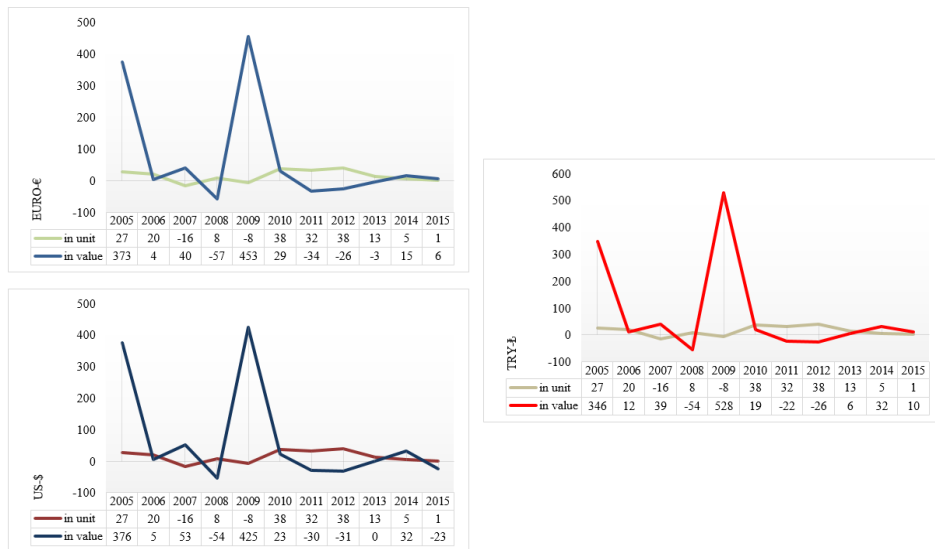 500
400
300
200
100
0
-100
EURO-€
2005 2006 2007 2008 2009 2010 2011 2012 2013 2014 2015
in unit 27 20 -16 8 -8 38 32 38 13 5 1
in value 373 4 40 -57 453 29 -34 -26 -3 15 6
500
400
300
200
100
0
-100
US-$
2005 2006 2007 2008 2009 2010 2011 2012 2013 2014 2015
in unit 27 20 -16 8 -8 38 32 38 13 5 1
in value 376 5 53 -54 425 23 -30 -31 0 32 -23
600
500
400
300
200
100
0
-100
TRY-₺
2005 2006 2007 2008 2009 2010 2011 2012 2013 2014 2015
in unit 27 20 -16 8 -8 38 32 38 13 5 1
in value 346 12 39 -54 528 19 -22 -26 6 32 10